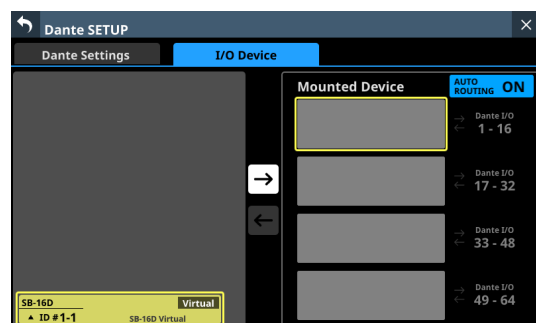 Dante SETUP
Dante Settings
I/O Device
Mounted Device
AUTO
ROUTING ON
Dante I/O
1 - 16
Dante I/O
17 - 32
Dante I/O
33 - 48
Dante I/O
49 - 64
SB-16D
Virtual
ID # 1-1
SB-16D Virtual